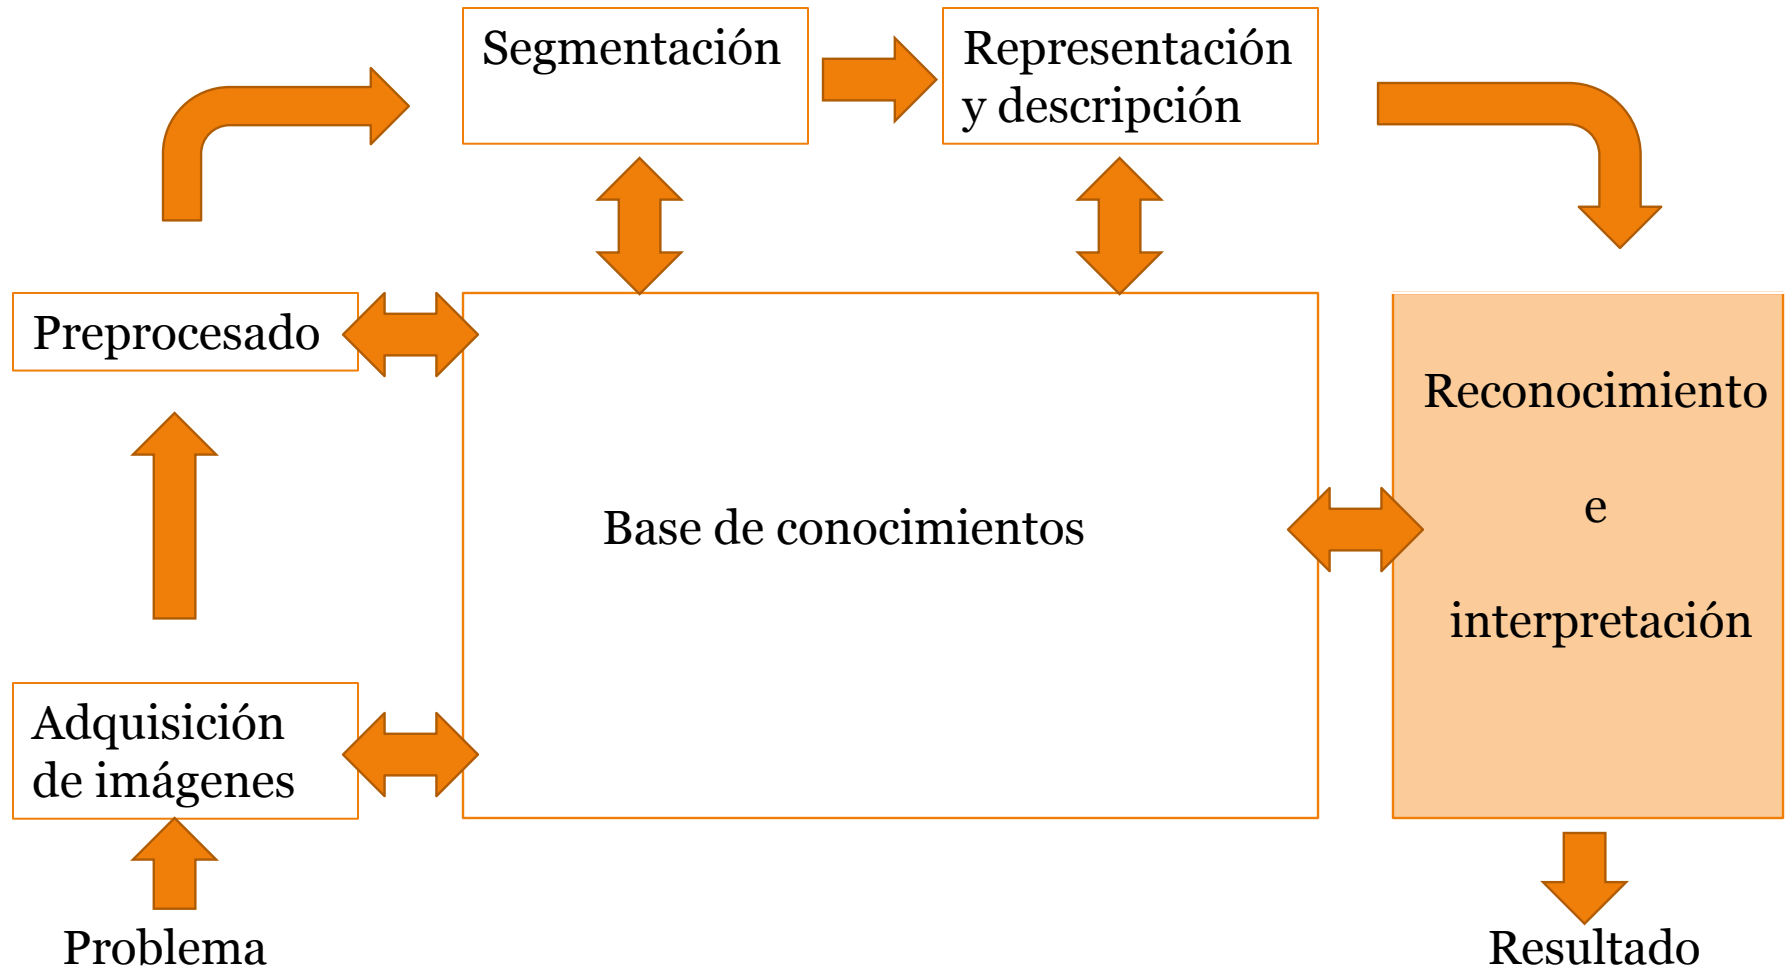 Segmentación
Representación
y descripción
Preprocesado
Reconocimiento
e
interpretación
Base de conocimientos
Adquisición
de imágenes
Problema
Resultado